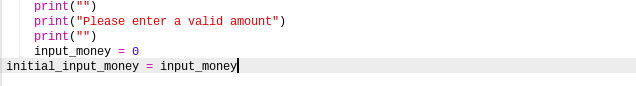 print("")
print("Please enter a valid amount")
print("")
input_money = 0
initial_input_money = input_money